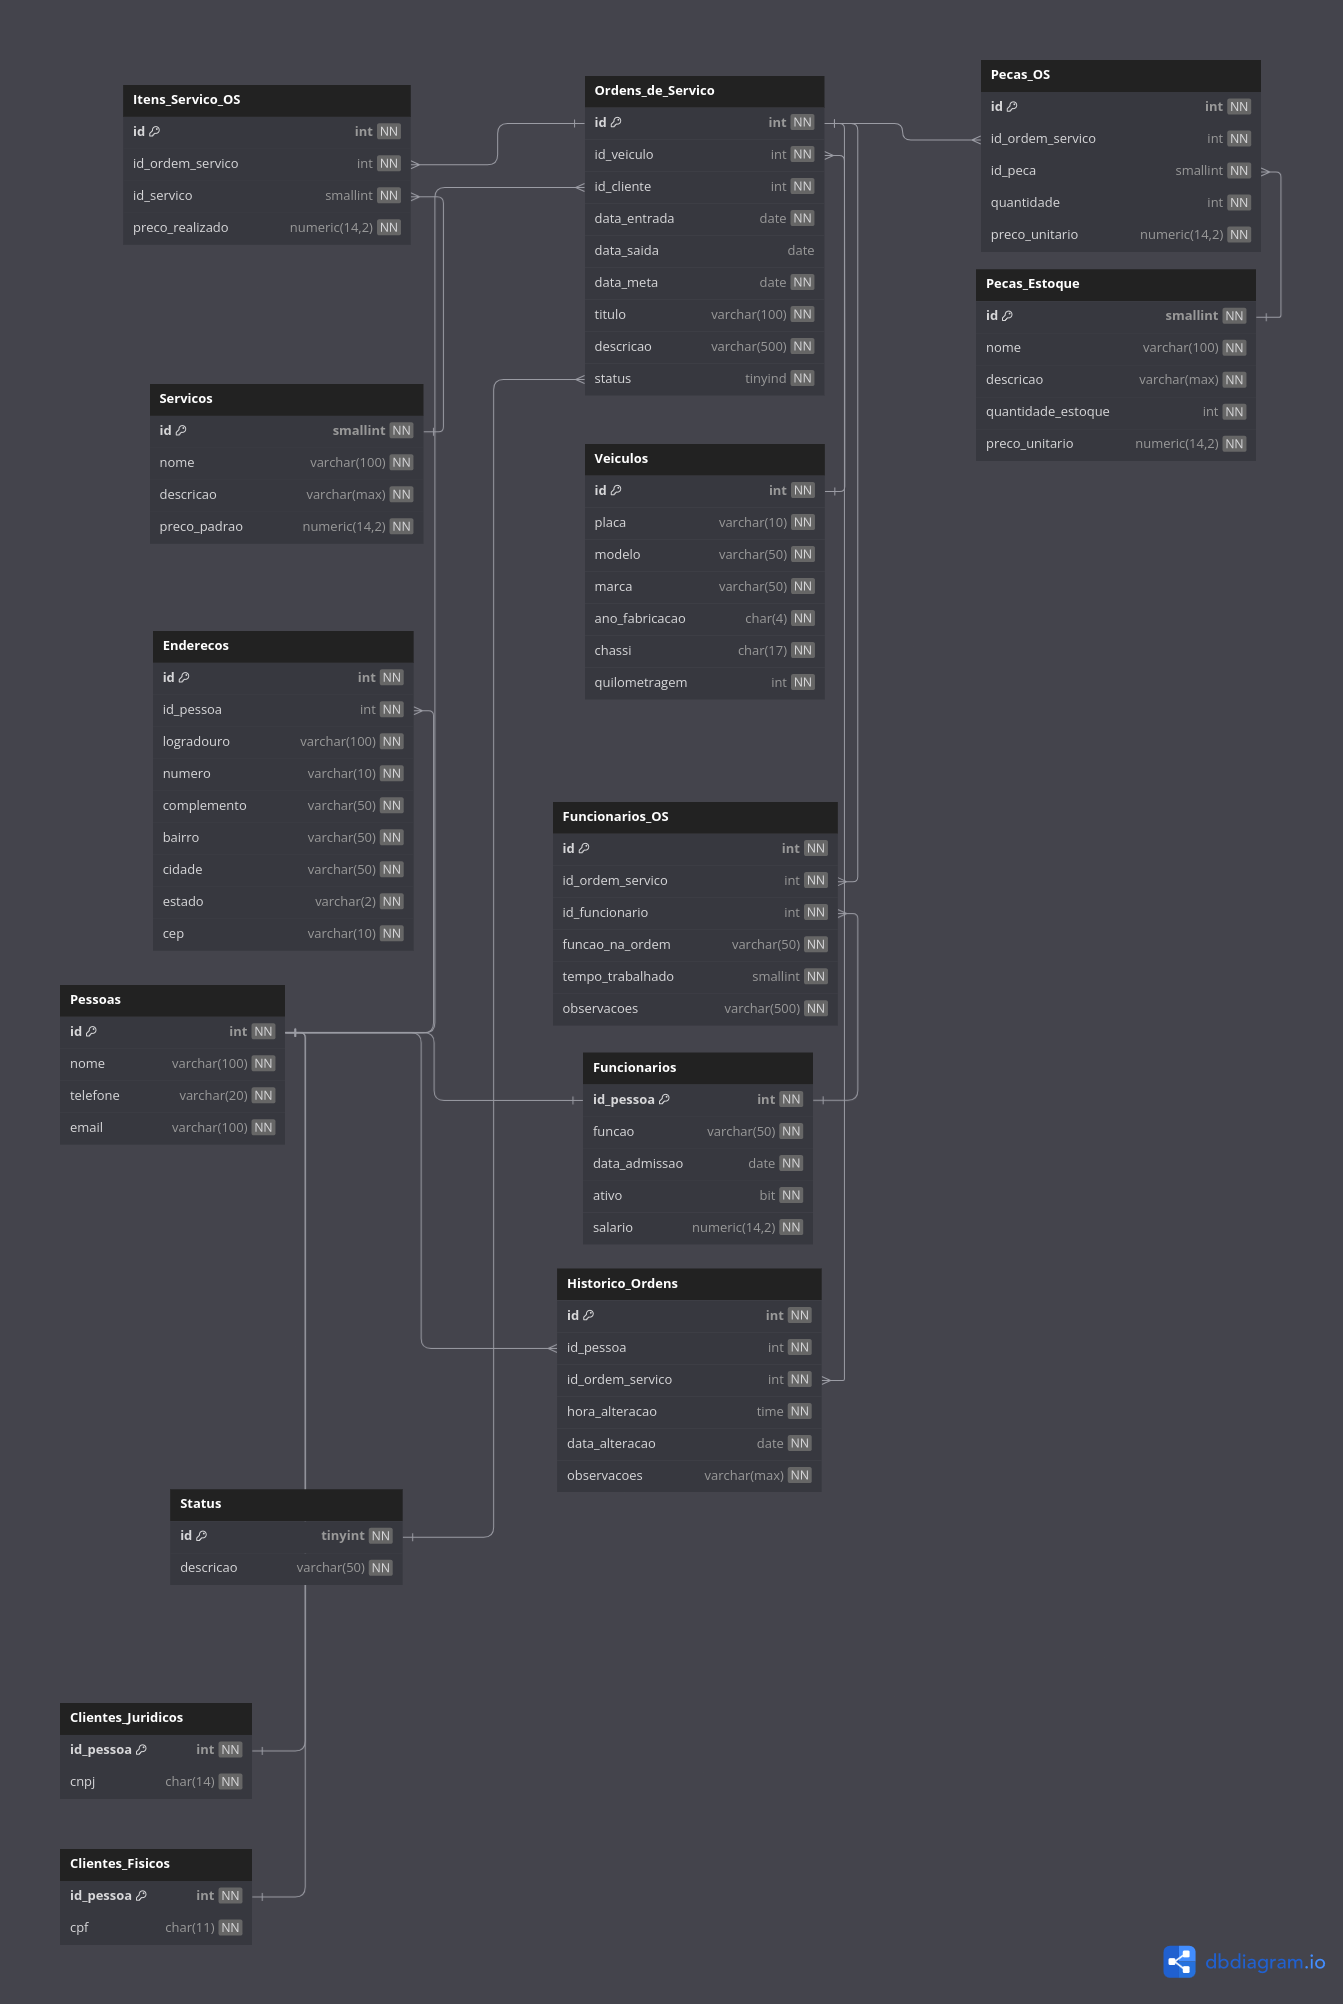 Itens_Servico_OS
id int NN
id_ordem_servico int NN
id_servico smallint NN
preco_realizado numeric(14,2) NN
Ordens_de_Servico
id int NN
id_veiculo int NN
id_cliente int NN
data_entrada date NN
data_saida date
data_meta date NN
titulo varchar(100) NN
descricao varchar(500) NN
status tinyind NN
Pecas_OS
id int NN
id_ordem_servico int NN
id_peca smallint NN
quantidade int NN
preco_unitario numeric(14,2) NN
Pecas_Estoque
id smallint NN
nome varchar(100) NN
descricao varchar(max) NN
quantidade_estoque int NN
preco_unitario numeric(14,2) NN
Servicos
id smallint NN
nome varchar(100) NN
descricao varchar(max) NN
preco_padrao numeric(14,2) NN
Veiculos
id int NN
placa varchar(10) NN
modelo varchar(50) NN
marca varchar(50) NN
ano_fabricacao char(4) NN
chassi char(17) NN
quilometragem int NN
Enderecos
id int NN
id_pessoa int NN
logradouro varchar(100) NN
numero varchar(10) NN
complemento varchar(50) NN
bairro varchar(50) NN
cidade varchar(50) NN
estado varchar(2) NN
cep varchar(10) NN
Funcionarios_OS
id int NN
id_ordem_servico int NN
id_funcionario int NN
funcao_na_ordem varchar(50) NN
tempo_trabalhado smallint NN
observacoes varchar(500) NN
Pessoas
id int NN
nome varchar(100) NN
telefone varchar(20) NN
email varchar(100) NN
Funcionarios
id_pessoa int NN
funcao varchar(50) NN
data_admissao date NN
ativo bit NN
salario numeric(14,2) NN
Historico_Ordens
id int NN
id_pessoa int NN
id_ordem_servico int NN
hora_alteracao time NN
data_alteracao date NN
observacoes varchar(max) NN
Status
id tinyint NN
descricao varchar(50) NN
Clientes_Juridicos
id_pessoa int NN
cnpj char(14) NN
Clientes_Fisicos
id_pessoa int NN
cpf char(11) NN
dbdiagram.io